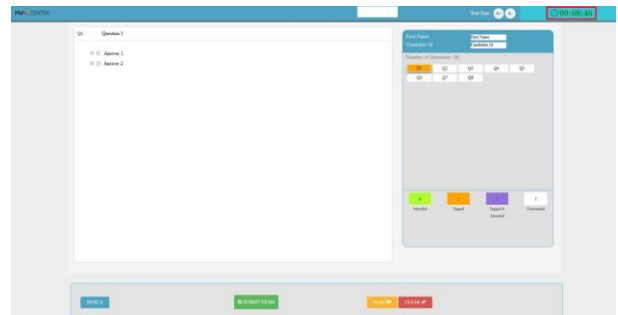 CENTER
Text Size A+ A-
00:08:46
Q1. Question 1
Answer 1
Answer 2
First Name First Name
Candidate Id Candidate Id
Number of Questions (8)
Q1 Q2 Q3 Q4 Q5
Q6 Q7 Q8
Attended Tagged Tagged & Attended Unattended
NEXT
SUBMIT EXAM
CLEAR